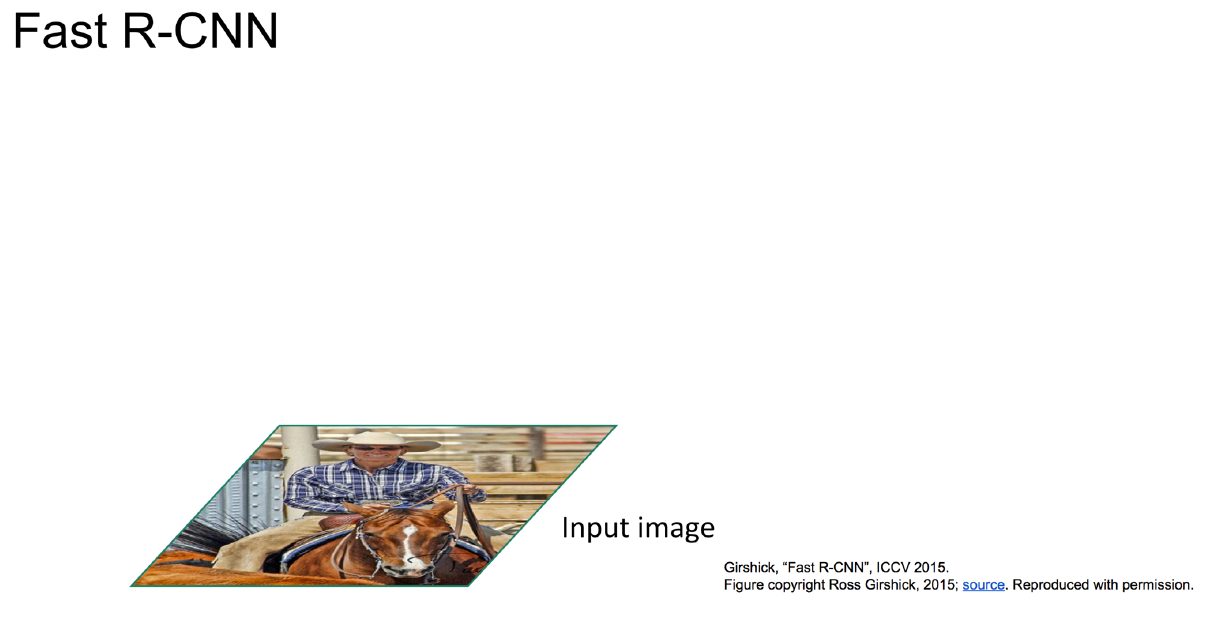 Fast R-CNN
Input image
Girshick, “Fast R-CNN”, ICCV 2015.
Figure copyright Ross Girshick, 2015; source. Reproduced with permission.